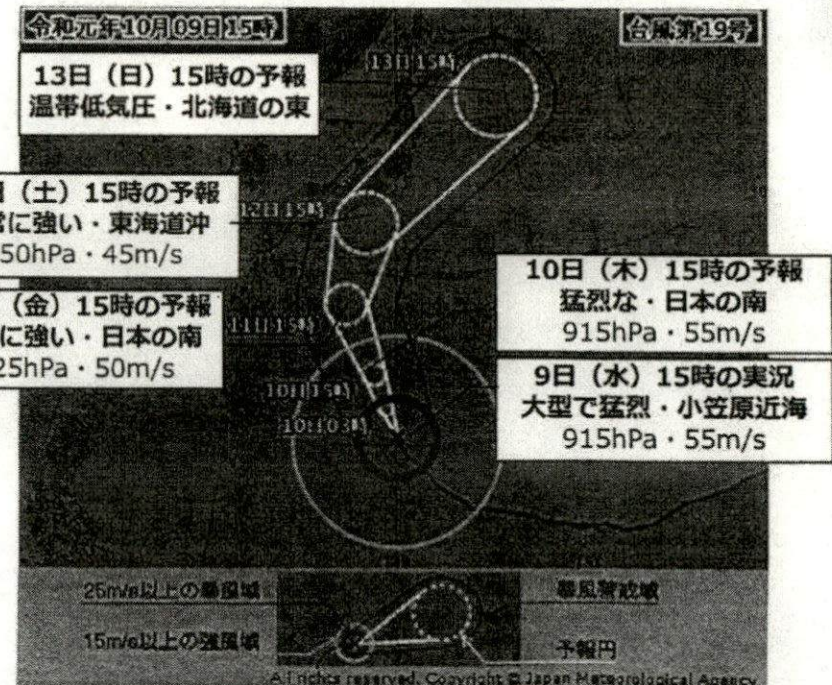 令和元年10月09日15時
台風第19号
13日(日)15時の予報
温帯低気圧・北海道の東
13日15時
(土)15時の予報
に強い・東海道沖
50hPa・45m/s
12日15時
(金)15時の予報
に強い・日本の南
25hPa・50m/s
11日15時
10日(木)15時の予報
猛烈な・日本の南
915hPa・55m/s
9日(水)15時の実況
大型で猛烈・小笠原近海
915hPa・55m/s
10日15時
10日03時
25m/s以上の暴風域
暴風警戒域
15m/s以上の強風域
予報円
All rights reserved. Copyright © Japan Meteorological Agency